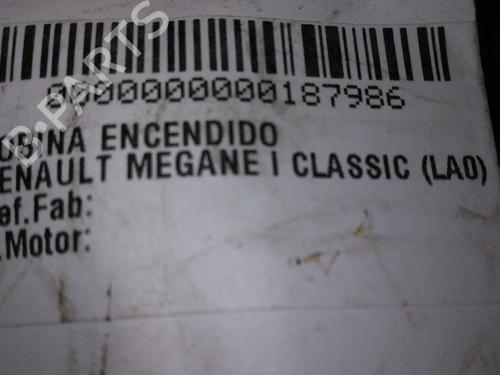 0000000000187986
OBINA ENCENDIDO
ENAULT MEGANE I CLASSIC (LA0)
ef.Fab:
.Motor:
B-PARTS